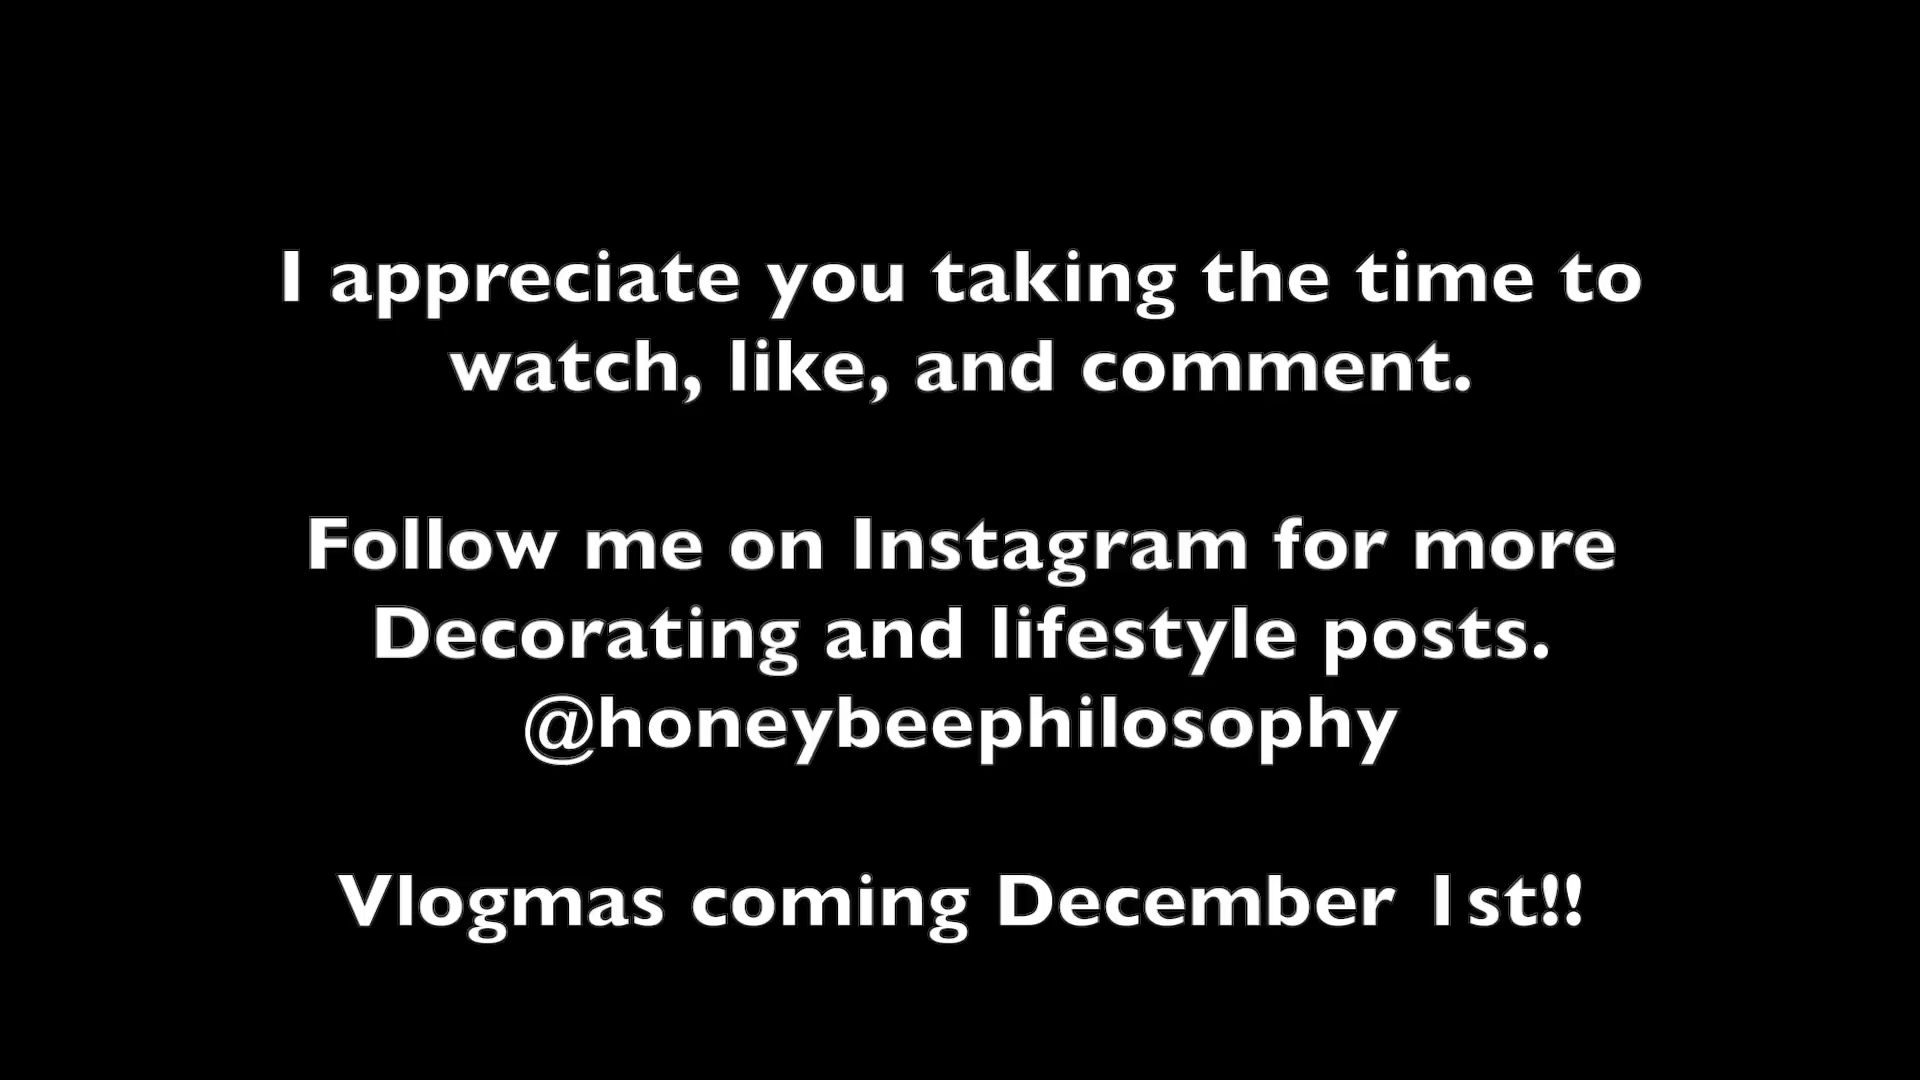 I appreciate you taking the time to
watch, like, and comment.
Follow me on Instagram for more
Decorating and lifestyle posts.
@honeybeephilosophy
Vlogmas coming December 1st!!